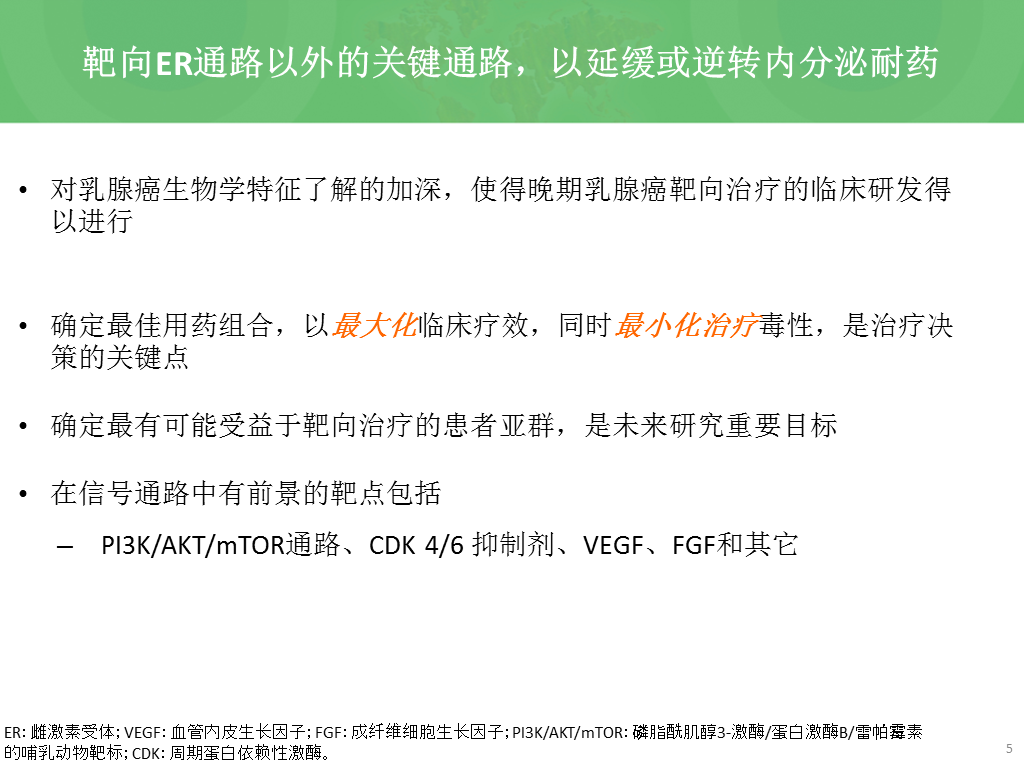 靶向ER通路以外的关键通路，以延缓或逆转内分泌耐药
• 对乳腺癌生物学特征了解的加深，使得晚期乳腺癌靶向治疗的临床研发得
以进行
• 确定最佳用药组合，以最大化临床疗效，同时最小化治疗毒性，是治疗决
策的关键点
• 确定最有可能受益于靶向治疗的患者亚群，是未来研究重要目标
• 在信号通路中有前景的靶点包括
– PI3K/AKT/mTOR通路、CDK 4/6 抑制剂、VEGF、FGF和其它
ER: 雌激素受体; VEGF: 血管内皮生长因子; FGF: 成纤维细胞生长因子; PI3K/AKT/mTOR: 磷脂酰肌醇3-激酶/蛋白激酶B/雷帕霉素
的哺乳动物靶标; CDK: 周期蛋白依赖性激酶。
5